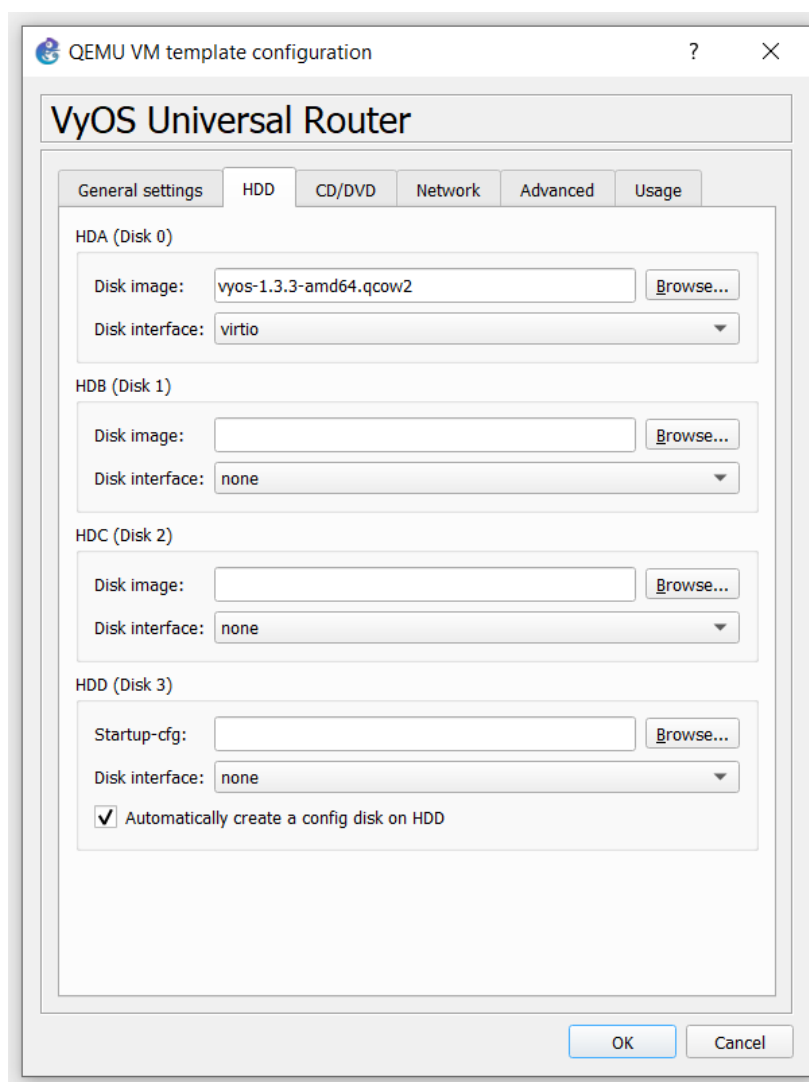 QEMU VM template configuration ? ×
VyOS Universal Router
General settings HDD CD/DVD Network Advanced Usage
HDA (Disk 0)
Disk image: vyos-1.3.3-amd64.qcow2 Browse...
Disk interface: virtio
HDB (Disk 1)
Disk image: Browse...
Disk interface: none
HDC (Disk 2)
Disk image: Browse...
Disk interface: none
HDD (Disk 3)
Startup-cfg: Browse...
Disk interface: none
Automatically create a config disk on HDD
OK Cancel